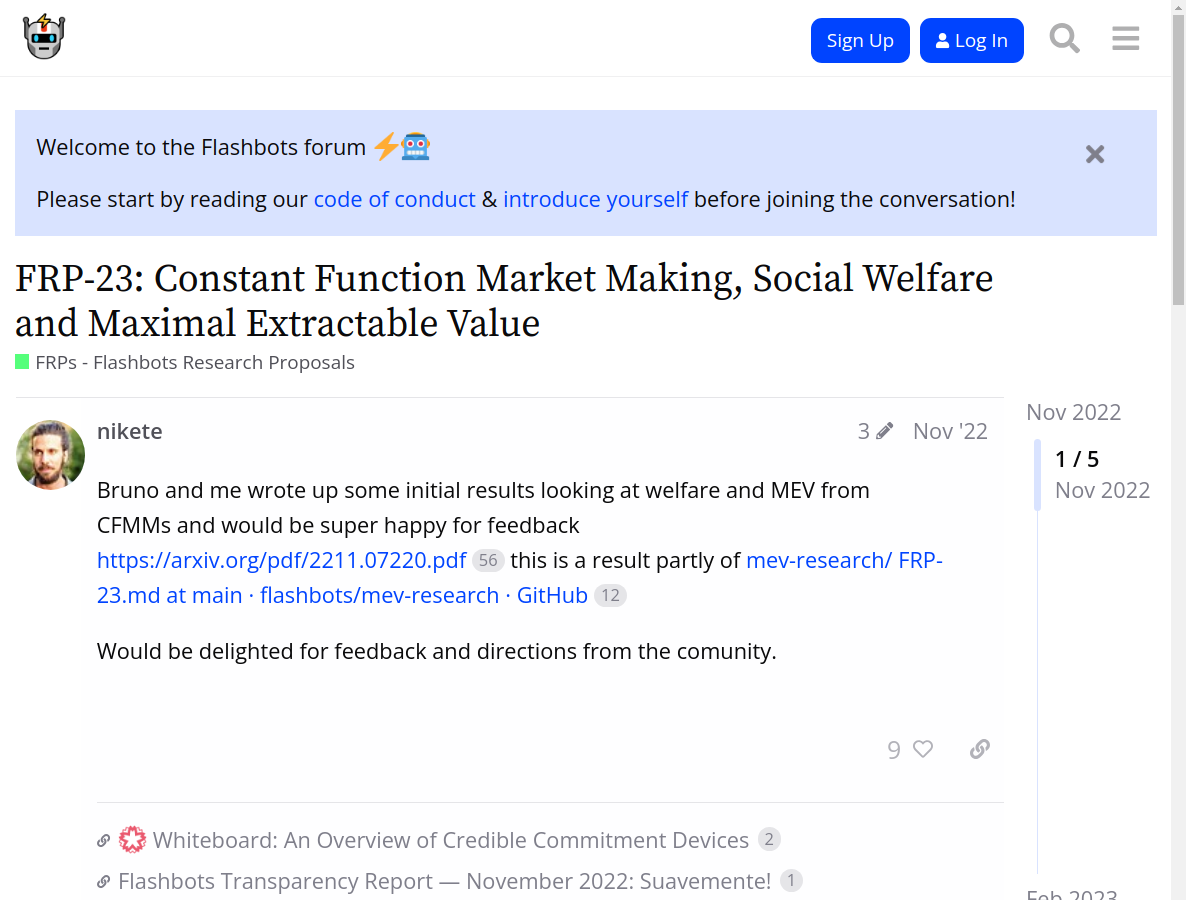 Sign Up
Log In
Welcome to the Flashbots forum
Please start by reading our code of conduct & introduce yourself before joining the conversation!
FRP-23: Constant Function Market Making, Social Welfare
and Maximal Extractable Value
FRPs - Flashbots Research Proposals
nikete
3
Nov '22
Bruno and me wrote up some initial results looking at welfare and MEV from
CFMMs and would be super happy for feedback
https://arxiv.org/pdf/2211.07220.pdf 56 this is a result partly of mev-research/ FRP-
23.md at main · flashbots/mev-research · GitHub 12
Would be delighted for feedback and directions from the comunity.
9
Whiteboard: An Overview of Credible Commitment Devices 2
Flashbots Transparency Report — November 2022: Suavemente! 1
Nov 2022
1 / 5
Nov 2022
Feb 2023